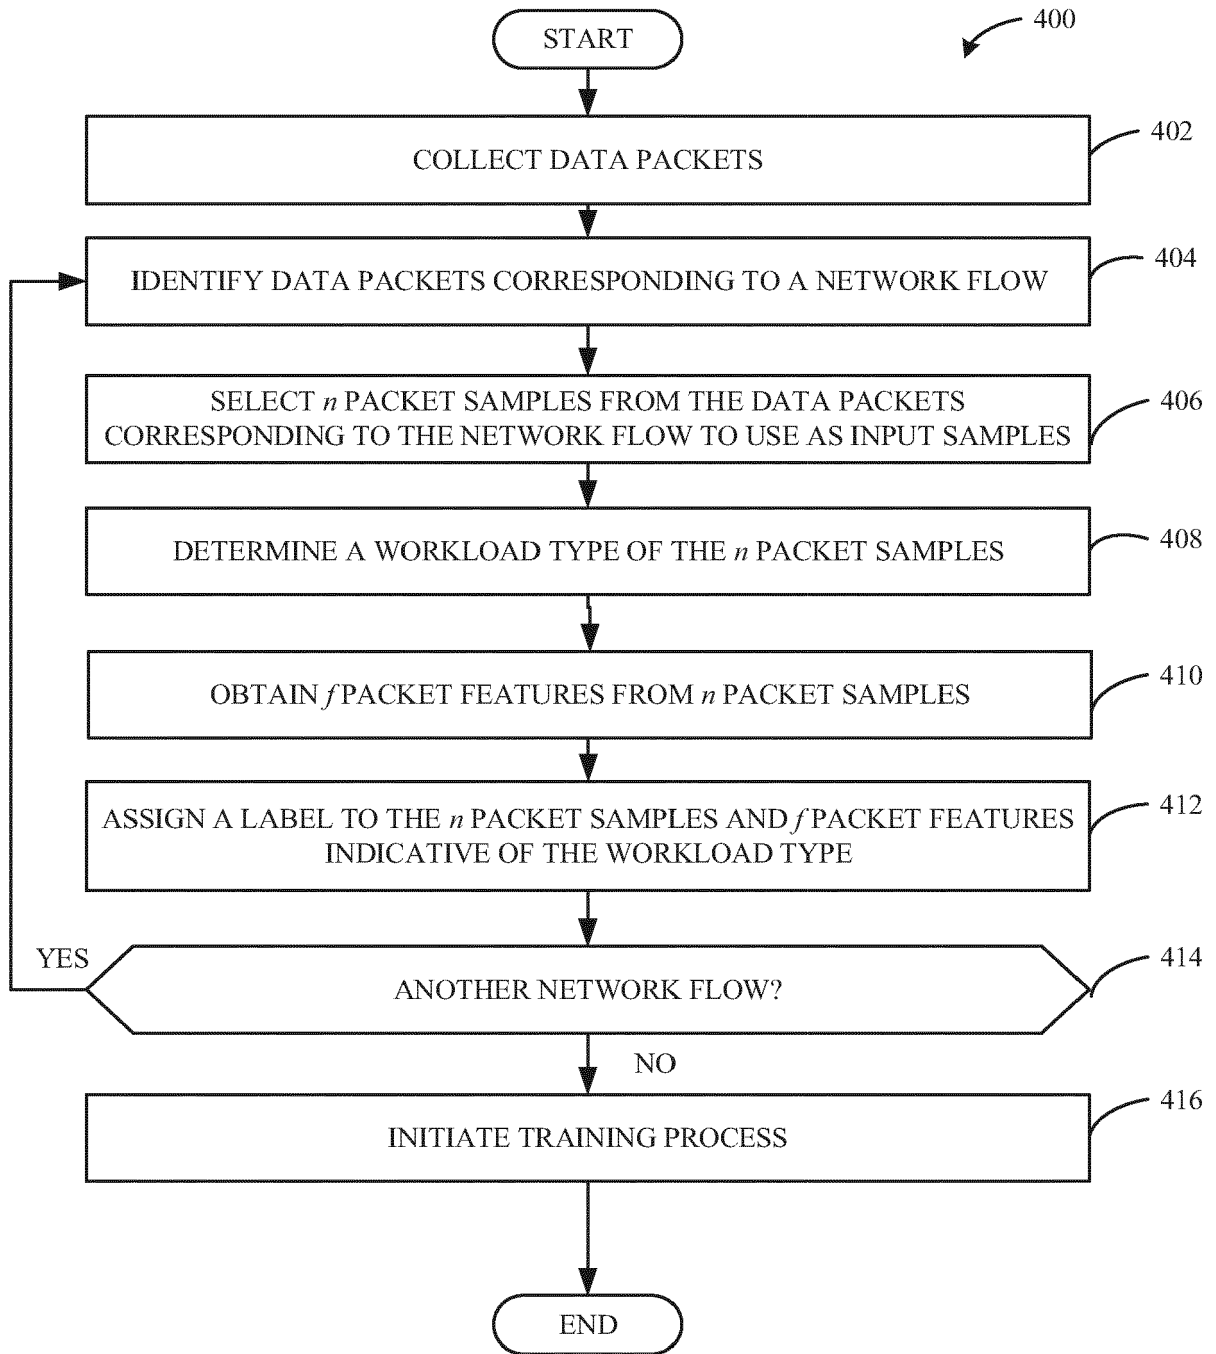 START
400
COLLECT DATA PACKETS
402
IDENTIFY DATA PACKETS CORRESPONDING TO A NETWORK FLOW
404
SELECT n PACKET SAMPLES FROM THE DATA PACKETS
CORRESPONDING TO THE NETWORK FLOW TO USE AS INPUT SAMPLES
406
DETERMINE A WORKLOAD TYPE OF THE n PACKET SAMPLES
408
OBTAIN f PACKET FEATURES FROM n PACKET SAMPLES
410
ASSIGN A LABEL TO THE n PACKET SAMPLES AND f PACKET FEATURES
INDICATIVE OF THE WORKLOAD TYPE
412
YES
ANOTHER NETWORK FLOW?
414
NO
INITIATE TRAINING PROCESS
416
END